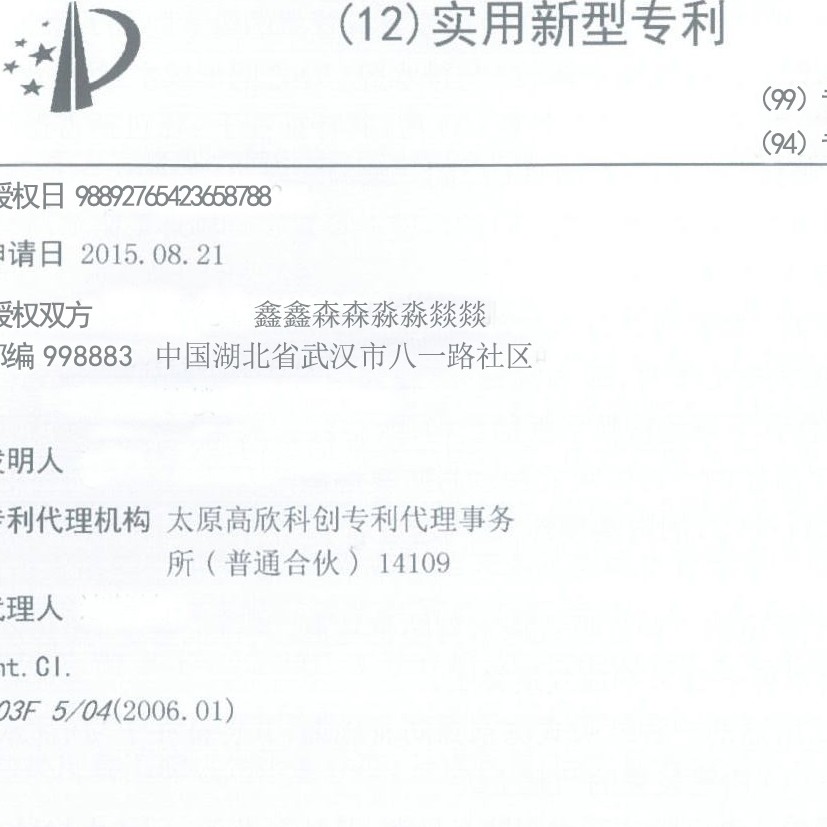 (12)实用新型专利
(99)
(94)
授权日 98892765423658788
申请日 2015.08.21
授权双方 鑫鑫森森淼淼燚燚
邮编 998883 中国湖北省武汉市八一路社区
发明人
专利代理机构 太原高欣科创专利代理事务
所(普通合伙) 14109
代理人
nt.Cl.
03F 5/04(2006.01)